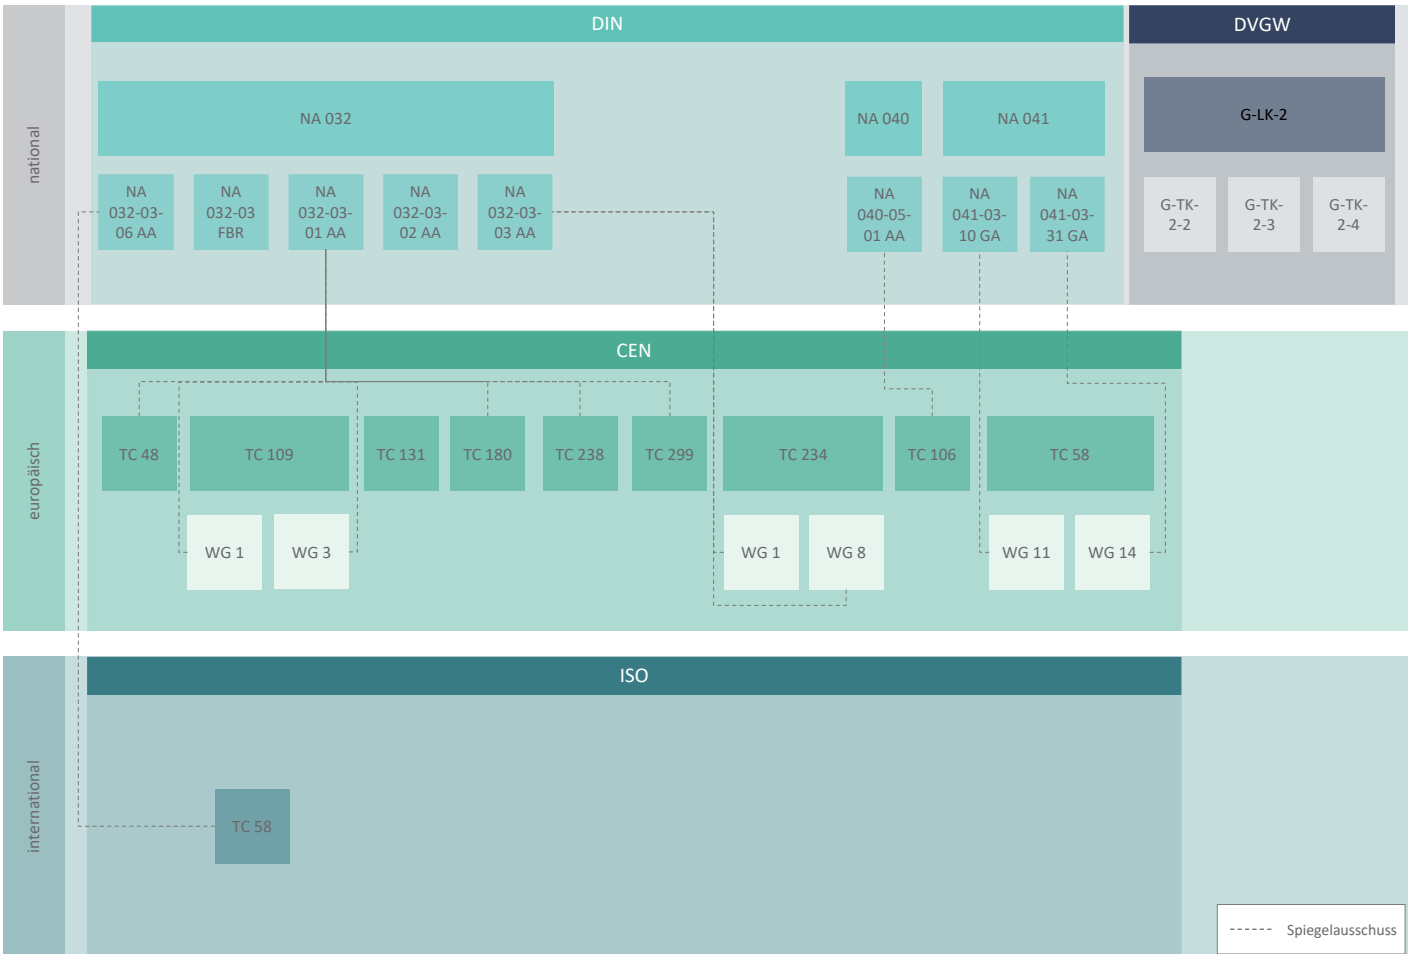 DIN
DVGW
national
NA 032
NA 040
NA 041
G-LK-2
NA
032-03-
06 AA
NA
032-03
FBR
NA
032-03-
01 AA
NA
032-03-
02 AA
NA
032-03-
03 AA
NA
040-05-
01 AA
NA
041-03-
10 GA
NA
041-03-
31 GA
G-TK-
2-2
G-TK-
2-3
G-TK-
2-4
europäisch
CEN
TC 48
TC 109
TC 131
TC 180
TC 238
TC 299
TC 234
TC 106
TC 58
WG 1
WG 3
WG 1
WG 8
WG 11
WG 14
international
ISO
TC 58
Spiegelausschuss